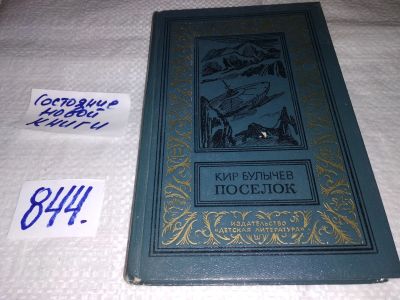 Состояние
новой
книги
844.
КИР БУЛЫЧЕВ
ПОСЕЛОК
ИЗДАТЕЛЬСТВО
«ДЕТСКАЯ ЛИТЕРАТУРА»